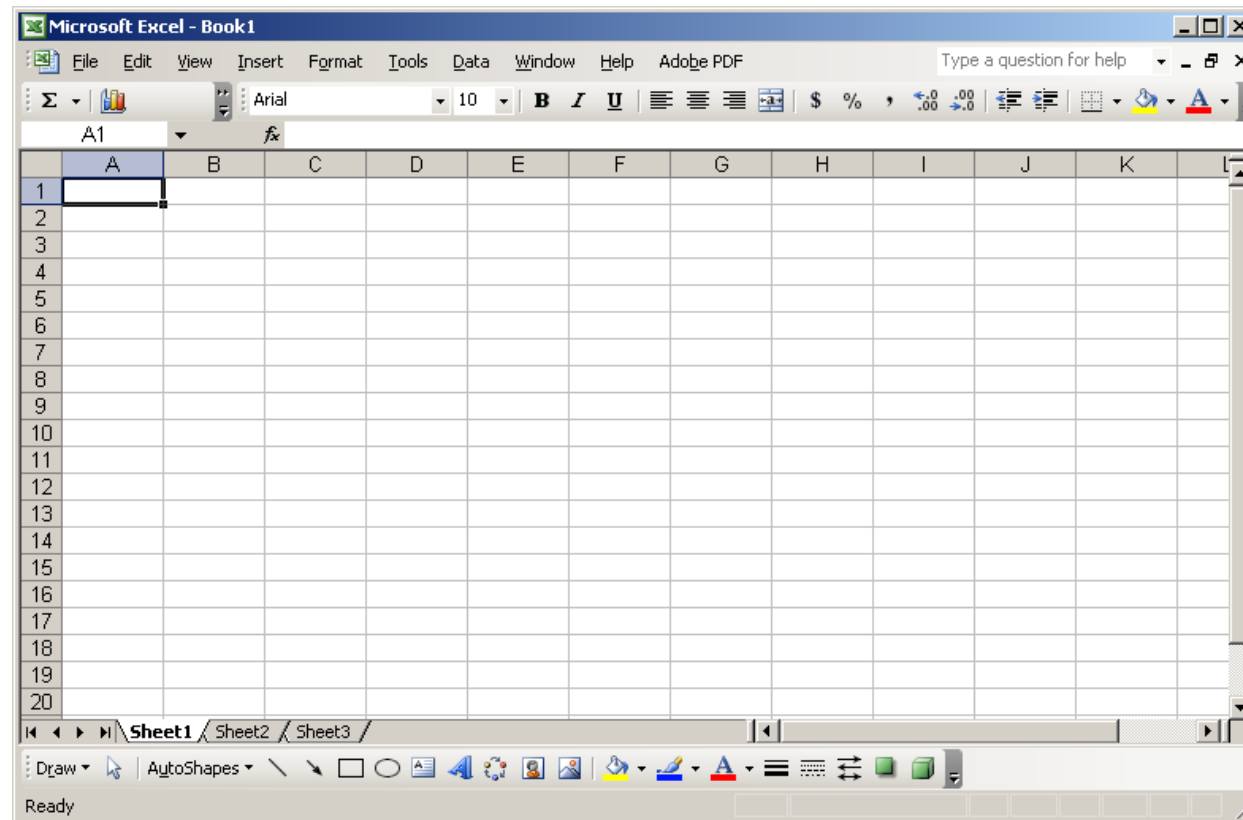 Microsoft Excel - Book1
File Edit View Insert Format Tools Data Window Help Adobe PDF Type a question for help
Σ Arial 10 B I U $ % , .00 .00
A1 fx
A B C D E F G H I J K L
1
2
3
4
5
6
7
8
9
10
11
12
13
14
15
16
17
18
19
20
Sheet1 Sheet2 Sheet3
Draw AutoShapes A A
Ready